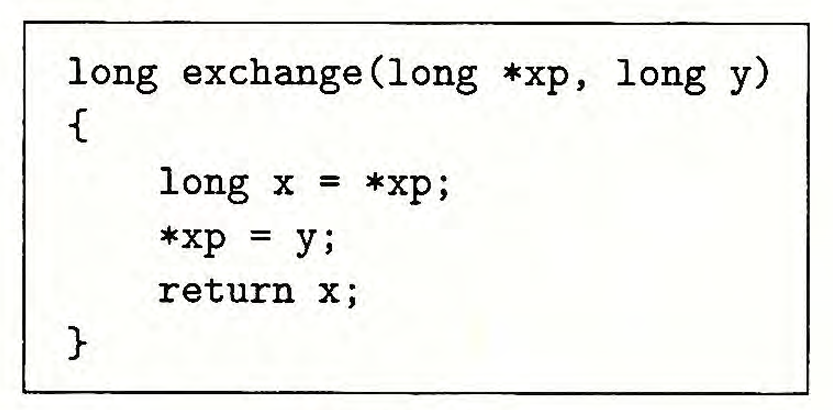 long exchange(long *xp, long y)
{
    long x = *xp;
    *xp = y;
    return x;
}